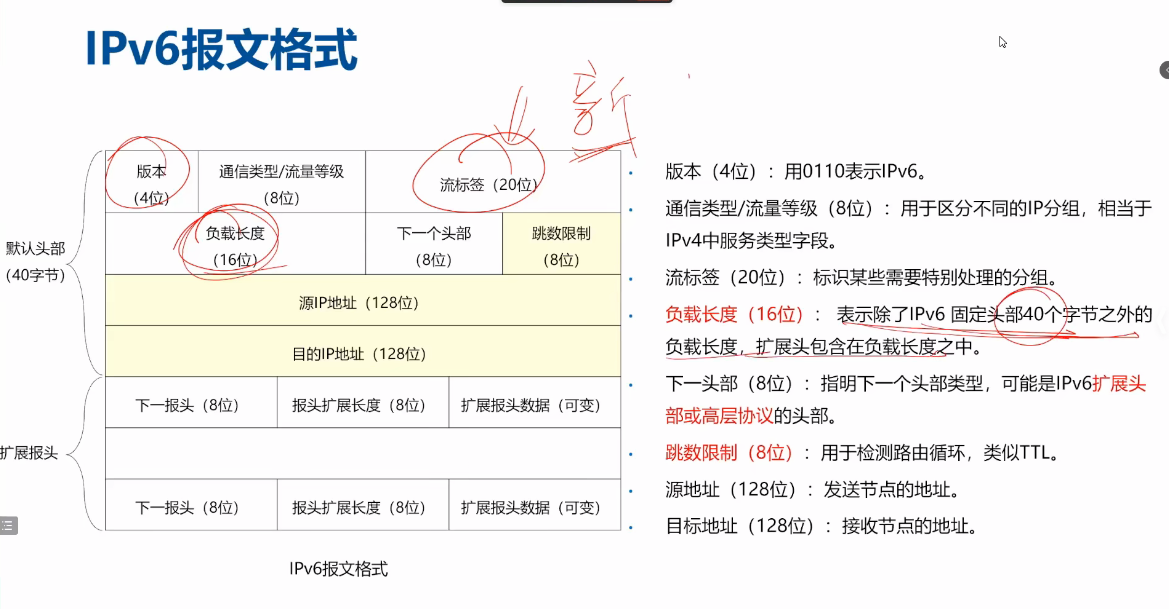 IPv6报文格式
新
版本
(4位)
通信类型/流量等级
(8位)
流标签（20位）
负载长度
(16位)
下一个头部
(8位)
跳数限制
(8位)
默认头部
(40字节)
源IP地址（128位）
目的IP地址（128位）
下一报头（8位）
报头扩展长度（8位）
扩展报头数据（可变）
扩展报头
下一报头（8位）
报头扩展长度（8位）
扩展报头数据（可变）
IPv6报文格式
版本（4位）：用0110表示IPv6。
通信类型/流量等级（8位）：用于区分不同的IP分组，相当于
IPv4中服务类型字段。
流标签（20位）：标识某些需要特别处理的分组。
负载长度（16位）：表示除了IPv6 固定头部40个字节之外的
负载长度，扩展头包含在负载长度之中。
下一头部（8位）：指明下一个头部类型，可能是IPv6扩展头
部或高层协议的头部。
跳数限制（8位）：用于检测路由循环，类似TTL。
源地址（128位）：发送节点的地址。
目标地址（128位）：接收节点的地址。